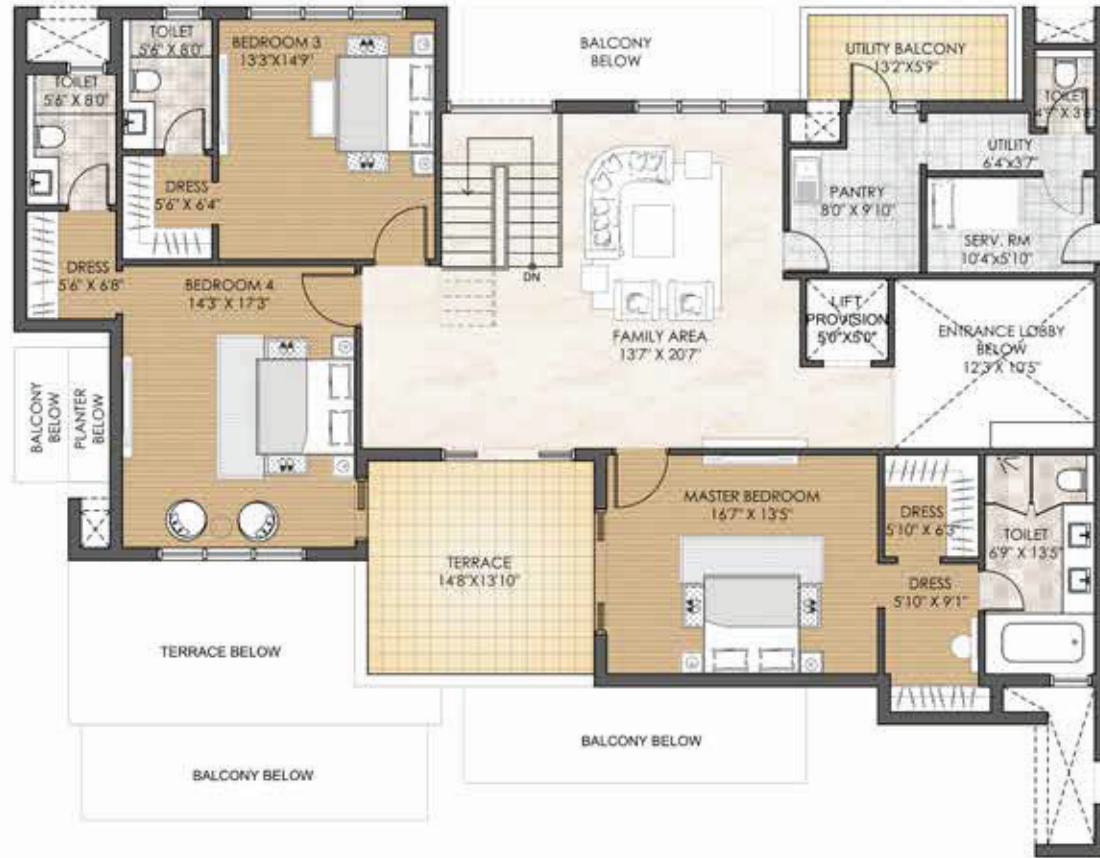 TOILET
5'6" X 8'0"
BEDROOM 3
13'3"X14'9"
BALCONY
BELOW
UTILITY BALCONY
13'2"X5'9"
TOILET
5'6" X 8'0"
TOILET
UTILITY
6'4"x3'7"
DRESS
5'6" X 6'4"
PANTRY
8'0" X 9'10"
SERV. RM
10'4"x5'10"
DRESS
5'6" X 6'8"
BEDROOM 4
14'3" X 17'3"
DN
FAMILY AREA
13'7" X 20'7"
LIFT
PROVISION
5'0"X5'0"
ENTRANCE LOBBY
BELOW
12'3 X 10'5"
BALCONY
BELOW
PLANTER
BELOW
MASTER BEDROOM
16'7" X 13'5"
DRESS
5'10" X 6'3"
TOILET
6'9" X 13'5"
TERRACE
14'8"X13'10"
DRESS
5'10" X 9'1"
TERRACE BELOW
BALCONY BELOW
BALCONY BELOW